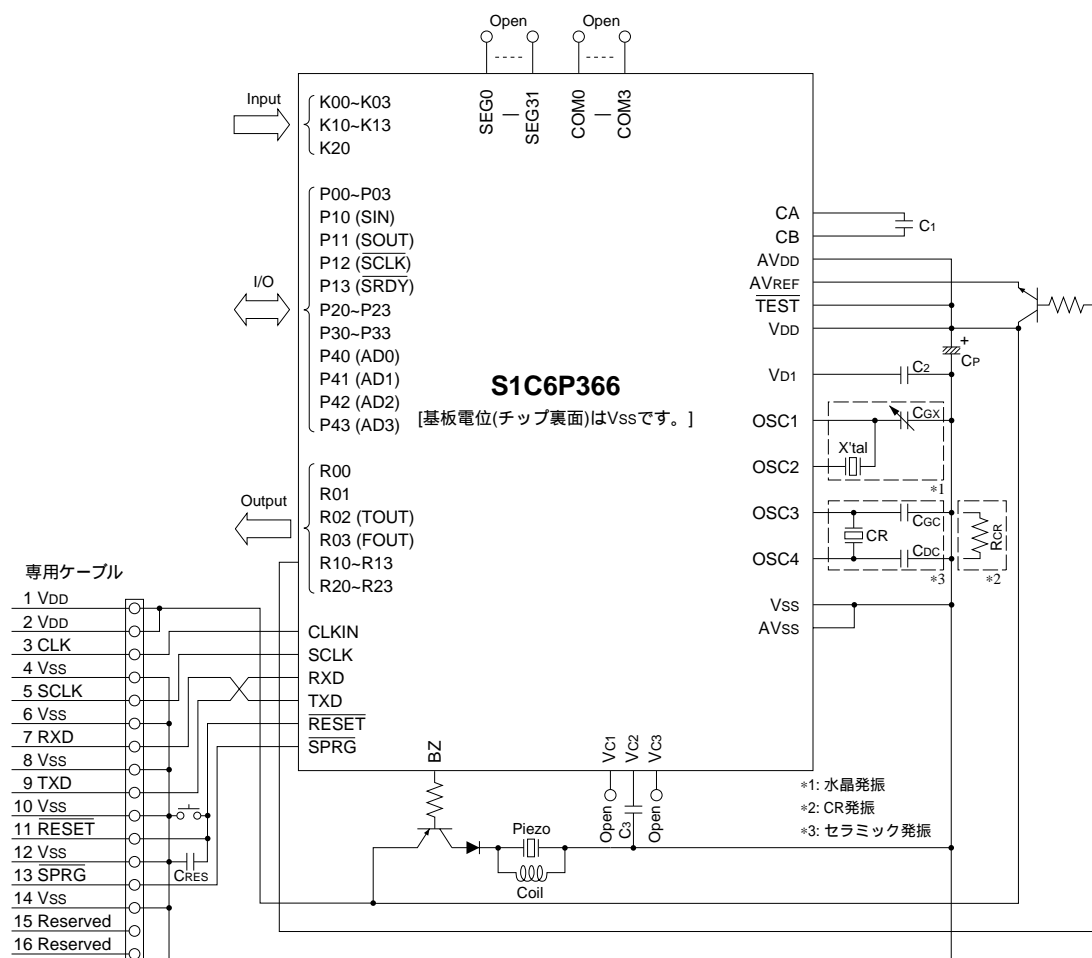 Open
Open
SEG0
SEG31
COM0
COM3
Input
K00~K03
K10~K13
K20
I/O
P00~P03
P10 (SIN)
P11 (SOUT)
P12 (SCLK)
P13 (SRDY)
P20~P23
P30~P33
P40 (AD0)
P41 (AD1)
P42 (AD2)
P43 (AD3)
S1C6P366
[基板電位(チップ裏面)はVSSです。]
Output
R00
R01
R02 (TOUT)
R03 (FOUT)
R10~R13
R20~R23
CA
CB
C1
AVDD
AVREF
TEST
VDD
+
CP
VD1
C2
OSC1
CGX
X'tal
OSC2
*1
OSC3
CGC
CR
OSC4
CDC
*3
RCR
*2
VSS
AVSS
専用ケーブル
1 VDD
2 VDD
3 CLK
4 VSS
5 SCLK
6 VSS
7 RXD
8 VSS
9 TXD
10 VSS
11 RESET
12 VSS
13 SPRG
14 VSS
15 Reserved
16 Reserved
CLKIN
SCLK
RXD
TXD
RESET
SPRG
CRES
BZ
Piezo
Coil
VC1
VC2
VC3
Open
C3
Open
*1: 水晶発振
*2: CR発振
*3: セラミック発振